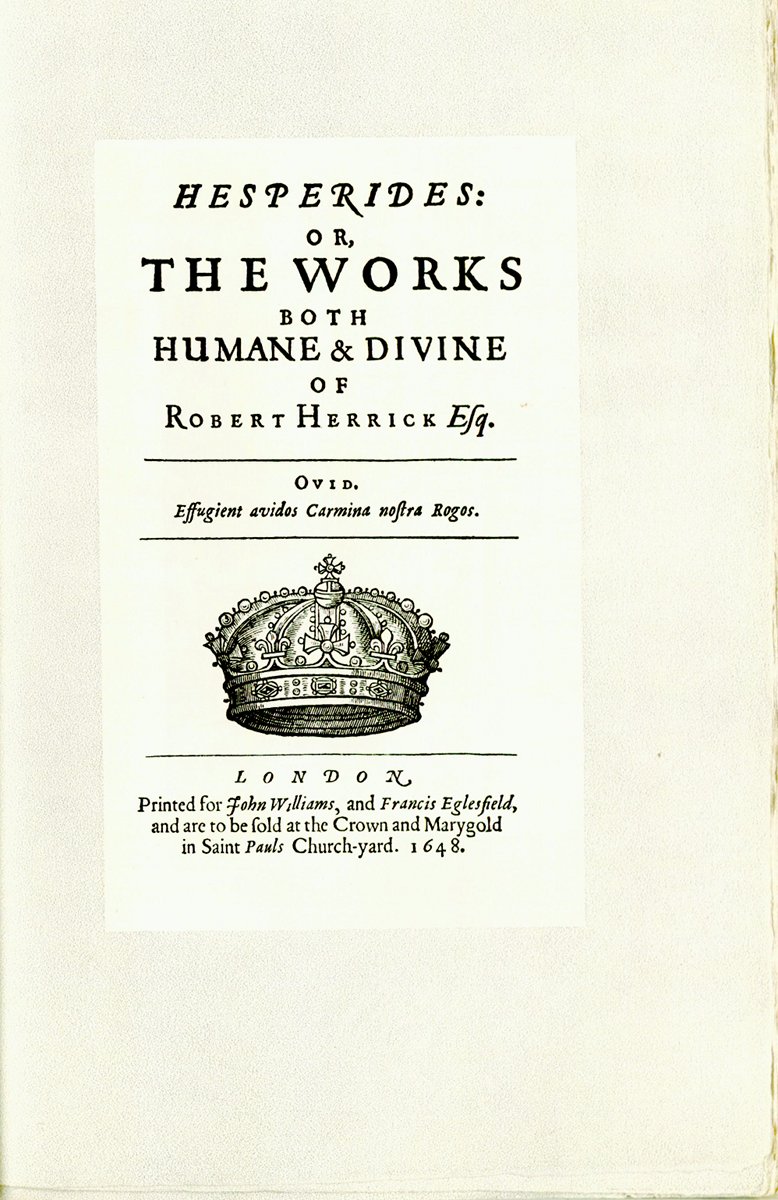 HESPERIDES:
OR,
THE WORKS
BOTH
HUMANE & DIVINE
OF
ROBERT HERRICK Eſq.
OVID.
Effugient avidos Carmina noſtra Rogos.
LONDON,
Printed for John Williams, and Francis Eglesfield,
and are to be ſold at the Crown and Marygold
in Saint Pauls Church-yard. 1648.